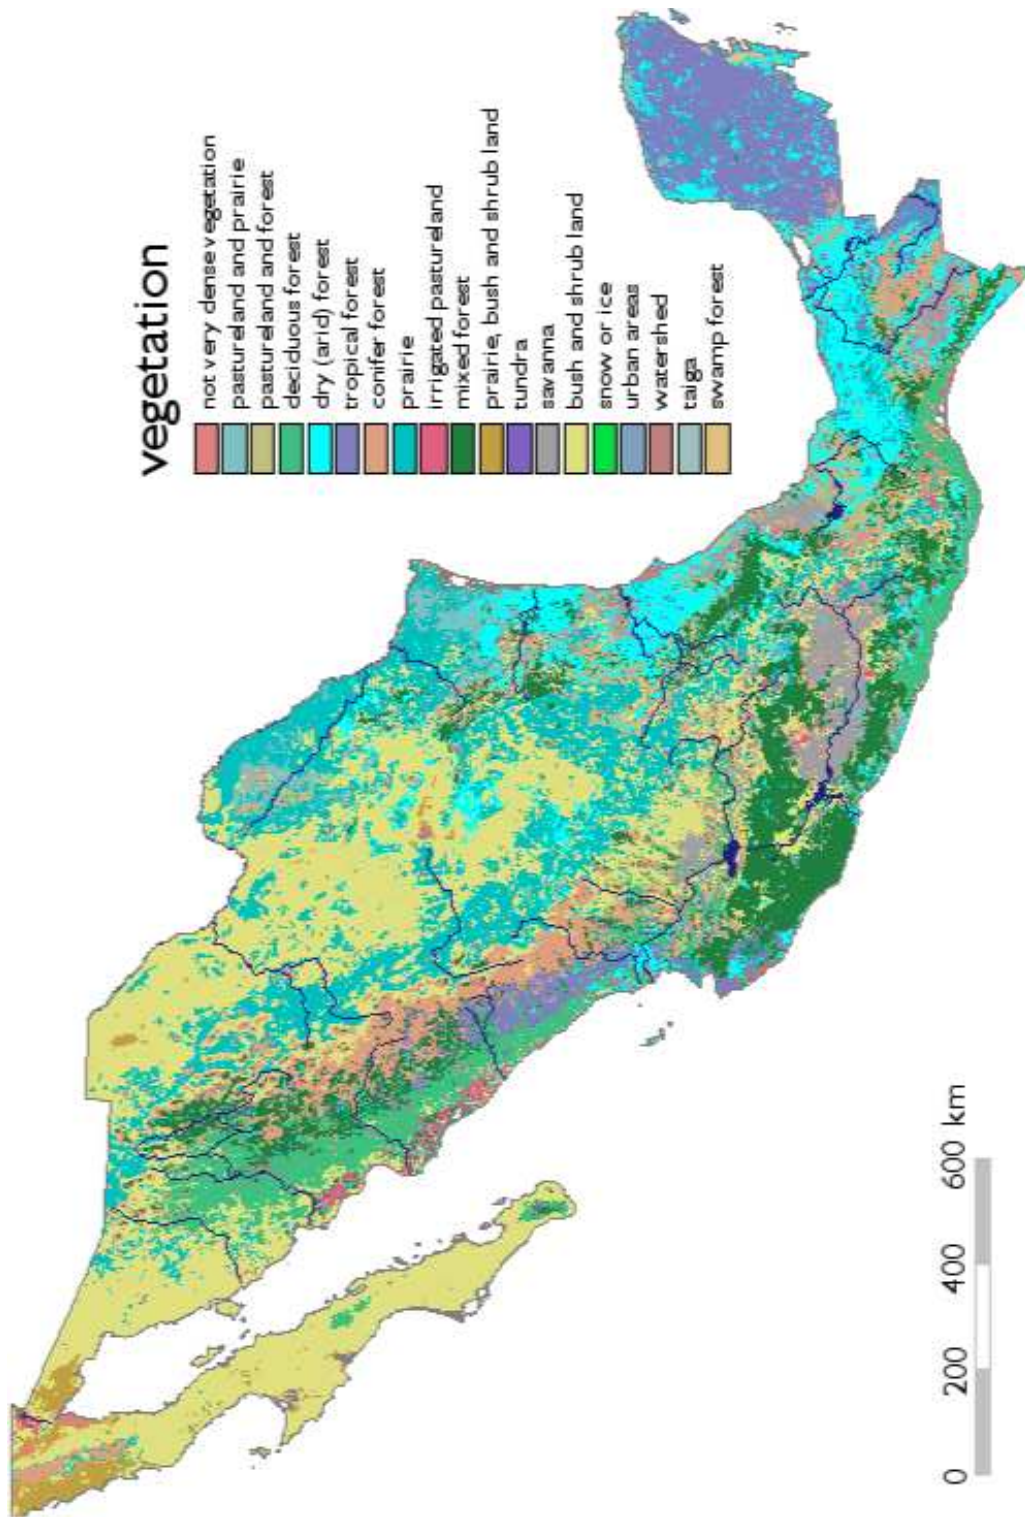 vegetation
not very dense vegetation
pastureland and prairie
pastureland and forest
deciduous forest
dry (arid) forest
tropical forest
conifer forest
prairie
irrigated pastureland
mixed forest
prairie, bush and shrub land
tundra
savanna
bush and shrub land
snow or ice
urban areas
watershed
taiga
swamp forest
0 200 400 600 km